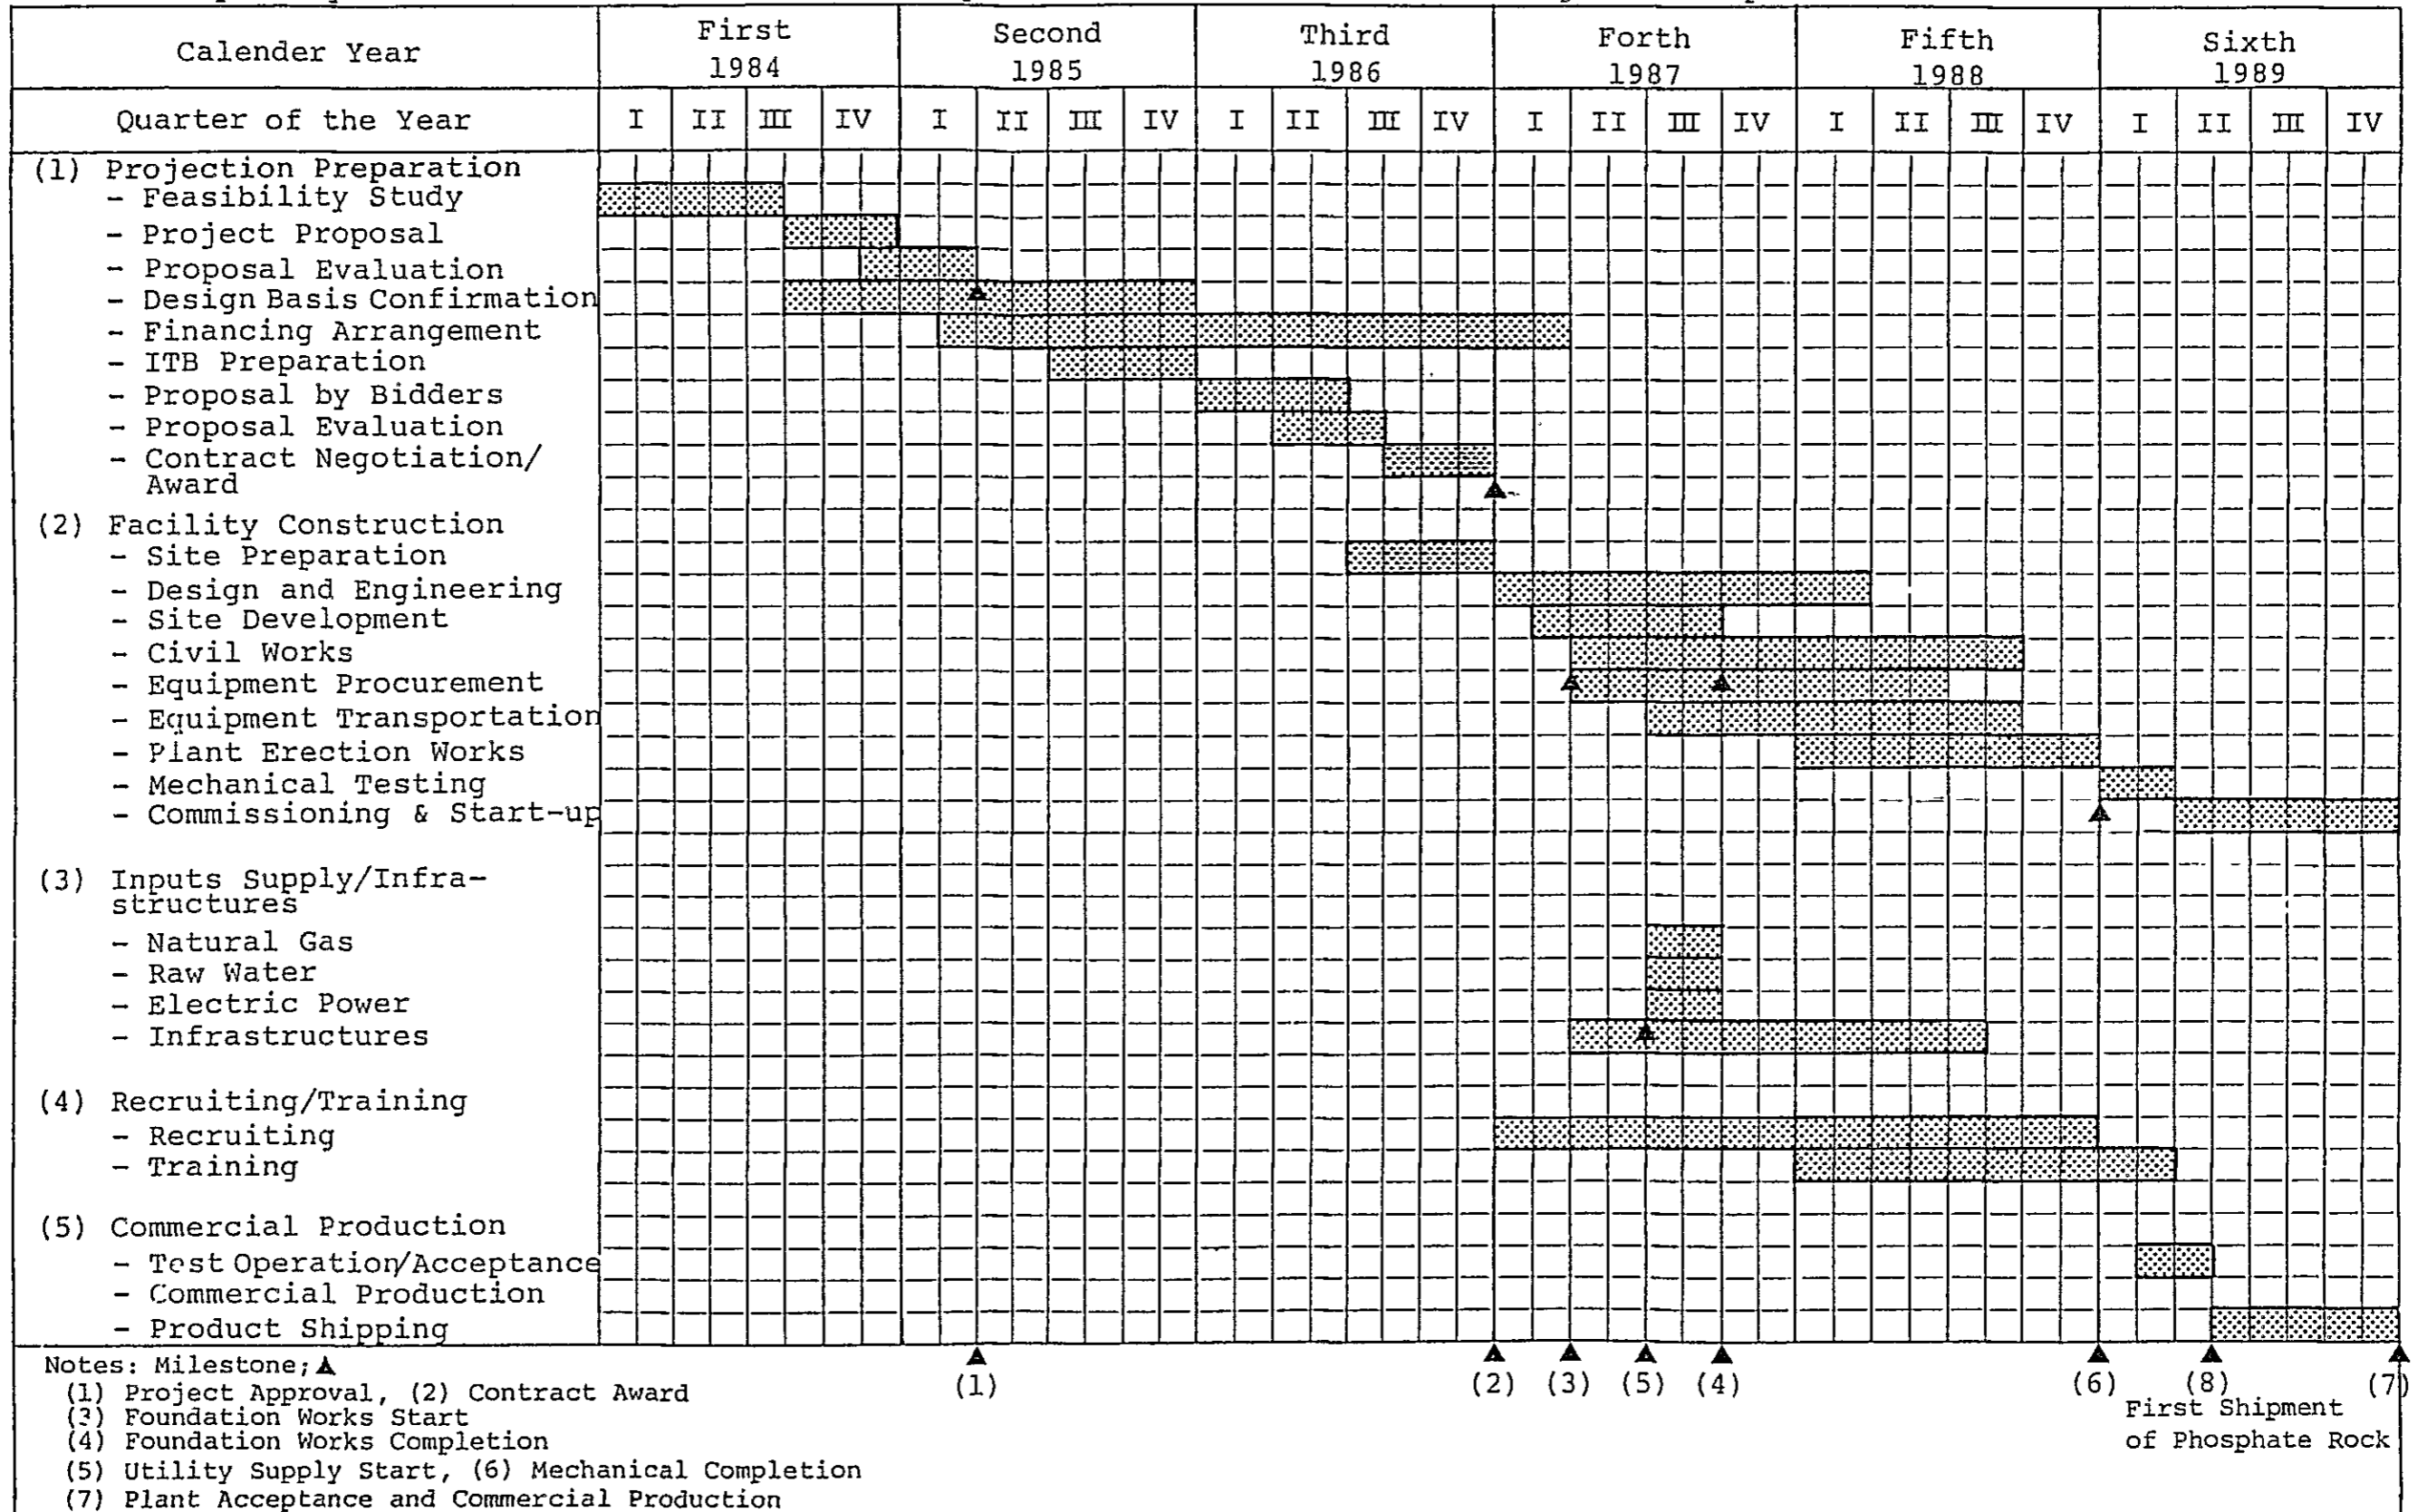 Calender Year First Second Third Forth Fifth Sixth
1984 1985 1986 1987 1988 1989
Quarter of the Year I II III IV I II III IV I II III IV I II III IV I II III IV I II III IV
(1) Projection Preparation
- Feasibility Study
- Project Proposal
- Proposal Evaluation
- Design Basis Confirmation
- Financing Arrangement
- ITB Preparation
- Proposal by Bidders
- Proposal Evaluation
- Contract Negotiation/
Award
(2) Facility Construction
- Site Preparation
- Design and Engineering
- Site Development
- Civil Works
- Equipment Procurement
- Equipment Transportation
- Plant Erection Works
- Mechanical Testing
- Commissioning & Start-up
(3) Inputs Supply/Infra-
structures
- Natural Gas
- Raw Water
- Electric Power
- Infrastructures
(4) Recruiting/Training
- Recruiting
- Training
(5) Commercial Production
- Test Operation/Acceptance
- Commercial Production
- Product Shipping
Notes: Milestone; ▲
(1) (2) (3) (5) (4) (6) (8) (7)
First Shipment
of Phosphate Rock
(1) Project Approval, (2) Contract Award
(3) Foundation Works Start
(4) Foundation Works Completion
(5) Utility Supply Start, (6) Mechanical Completion
(7) Plant Acceptance and Commercial Production